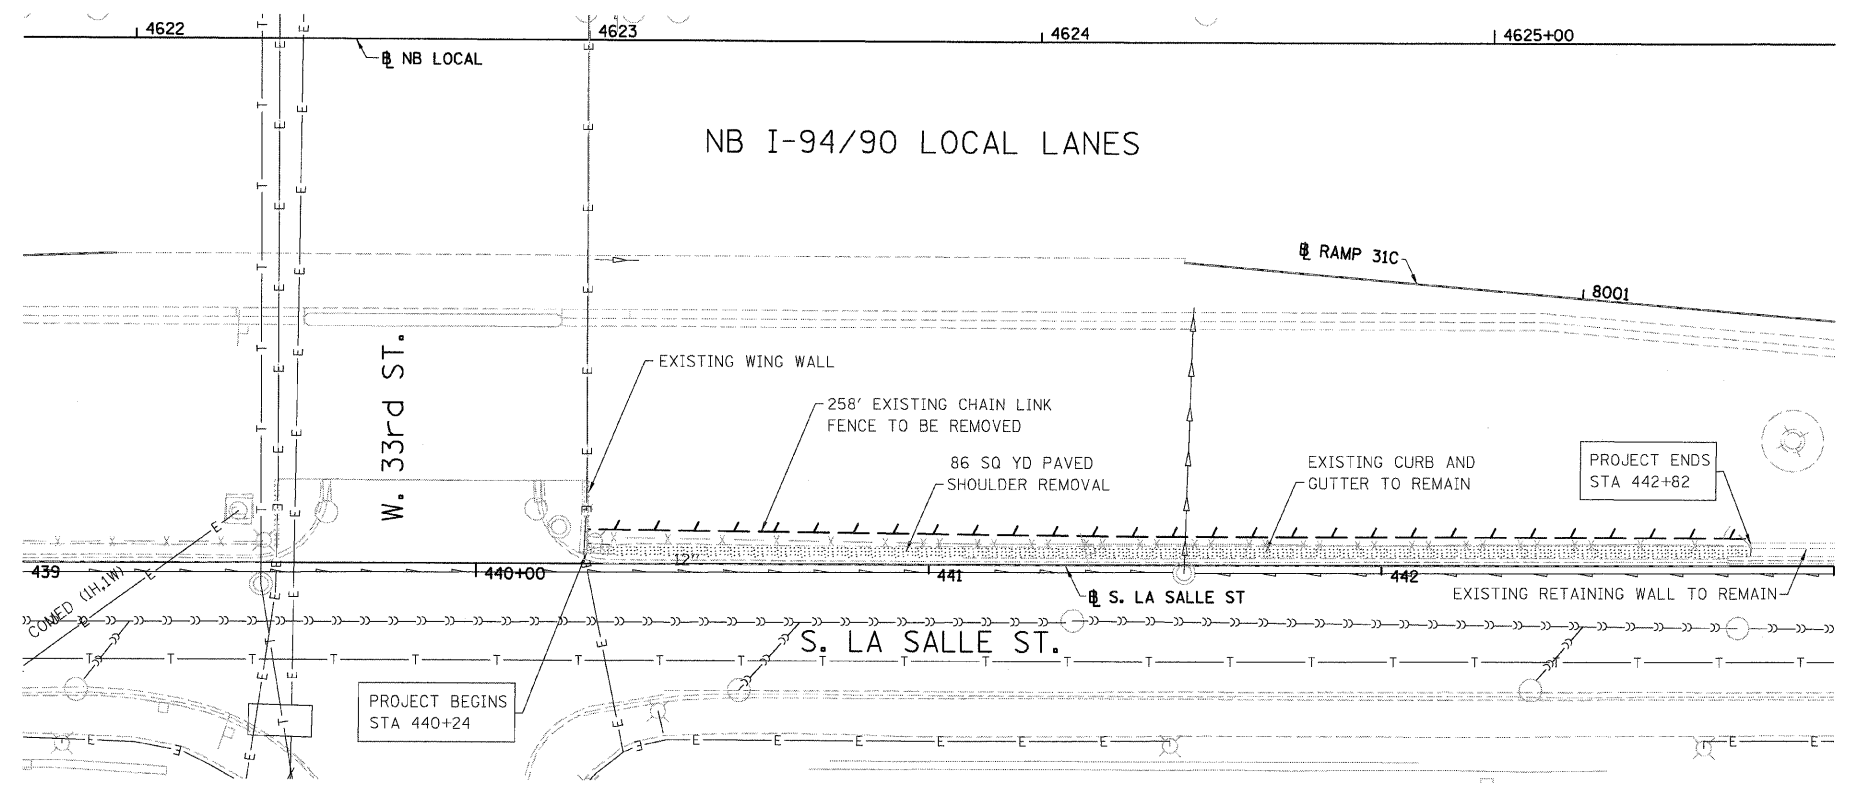 4622
4623
4624
4625+00
℄ NB LOCAL
NB I-94/90 LOCAL LANES
℄ RAMP 31C
8001
W. 33rd ST.
EXISTING WING WALL
258' EXISTING CHAIN LINK
FENCE TO BE REMOVED
86 SQ YD PAVED
SHOULDER REMOVAL
EXISTING CURB AND
GUTTER TO REMAIN
PROJECT ENDS
STA 442+82
439
440+00
12"
441
442
COMED (1H,1W)
℄ S. LA SALLE ST
EXISTING RETAINING WALL TO REMAIN
S. LA SALLE ST.
PROJECT BEGINS
STA 440+24